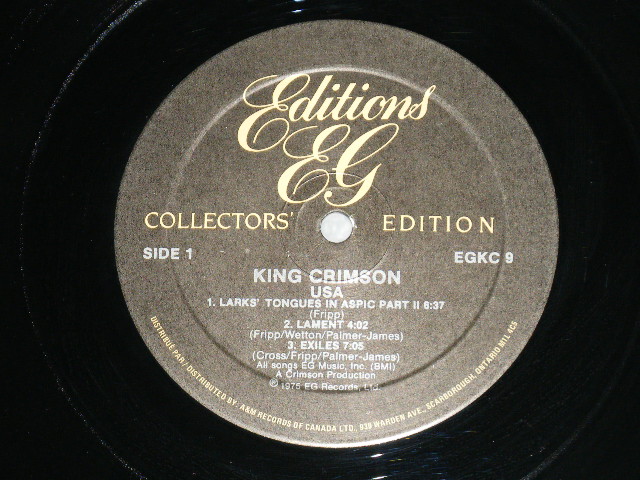 Editions
EG
COLLECTORS' EDITION
SIDE 1 EGKC 9
KING CRIMSON
USA
1. LARKS' TONGUES IN ASPIC PART II 6:37
(Fripp)
2. LAMENT 4:02
(Fripp/Wetton/Palmer-James)
3. EXILES 7:05
(Cross/Fripp/Palmer-James)
All songs EG Music, Inc. (BMI)
A Crimson Production
℗1975 EG Records, Ltd.
DISTRIBUÉ PAR / DISTRIBUTED BY: A&M RECORDS OF CANADA LTD., 939 WARDEN AVE., SCARBOROUGH, ONTARIO M1L 4C5